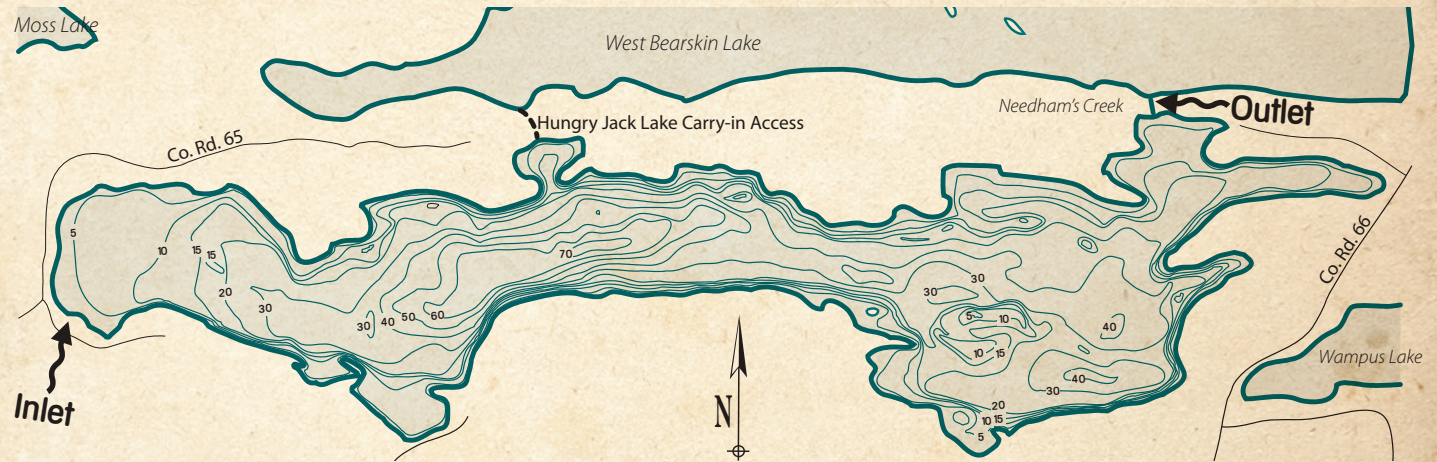 Moss Lake
West Bearskin Lake
Needham's Creek
Outlet
Hungry Jack Lake Carry-in Access
Co. Rd. 65
Co. Rd. 66
5
10
15
15
20
30
70
30
40
50
60
30
30
5
10
10
15
40
40
30
20
10
15
5
Wampus Lake
Inlet
N